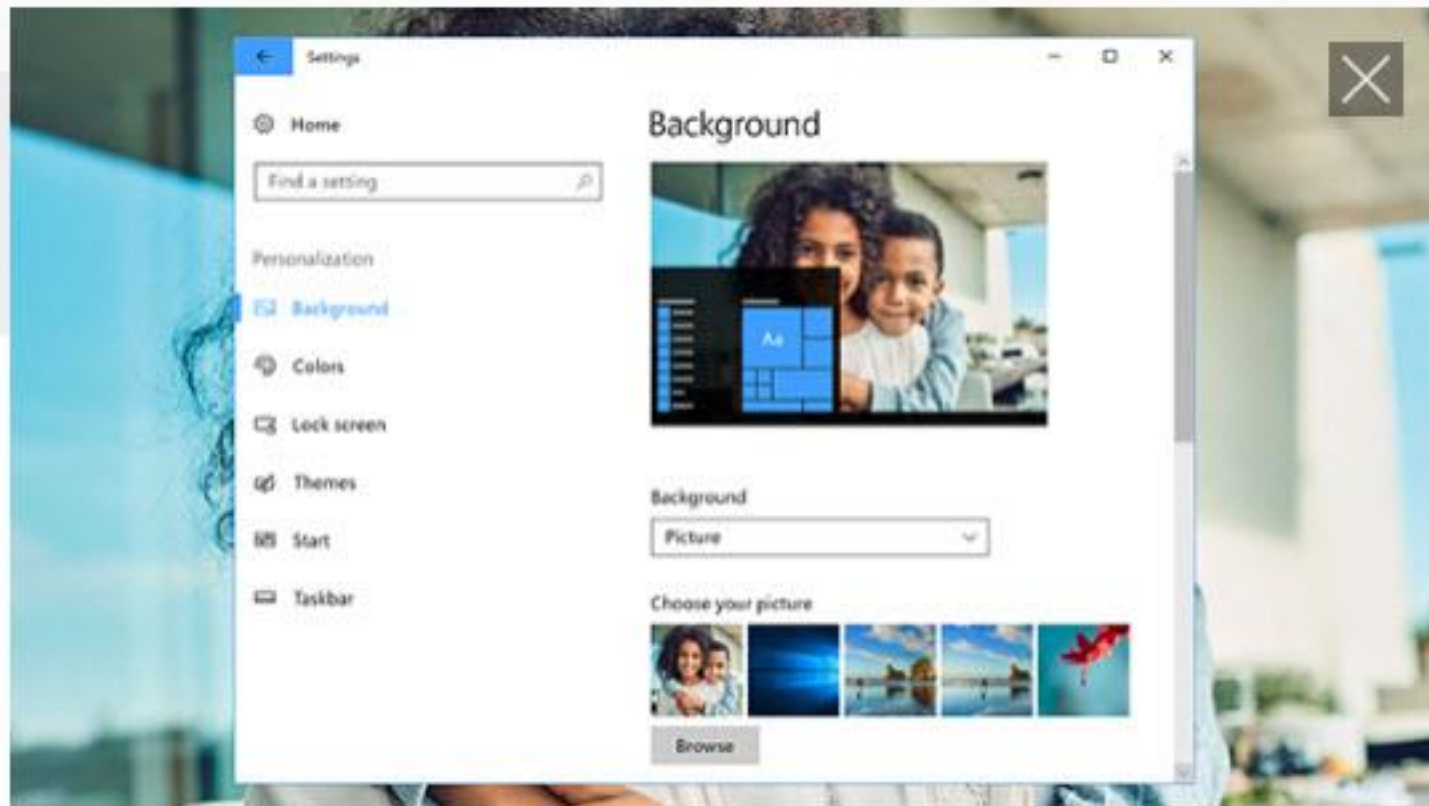 Settings
Home
Background
Find a setting
Personalization
Background
Colors
Lock screen
Themes
Start
Taskbar
Aa
Background
Picture
Choose your picture
Browse